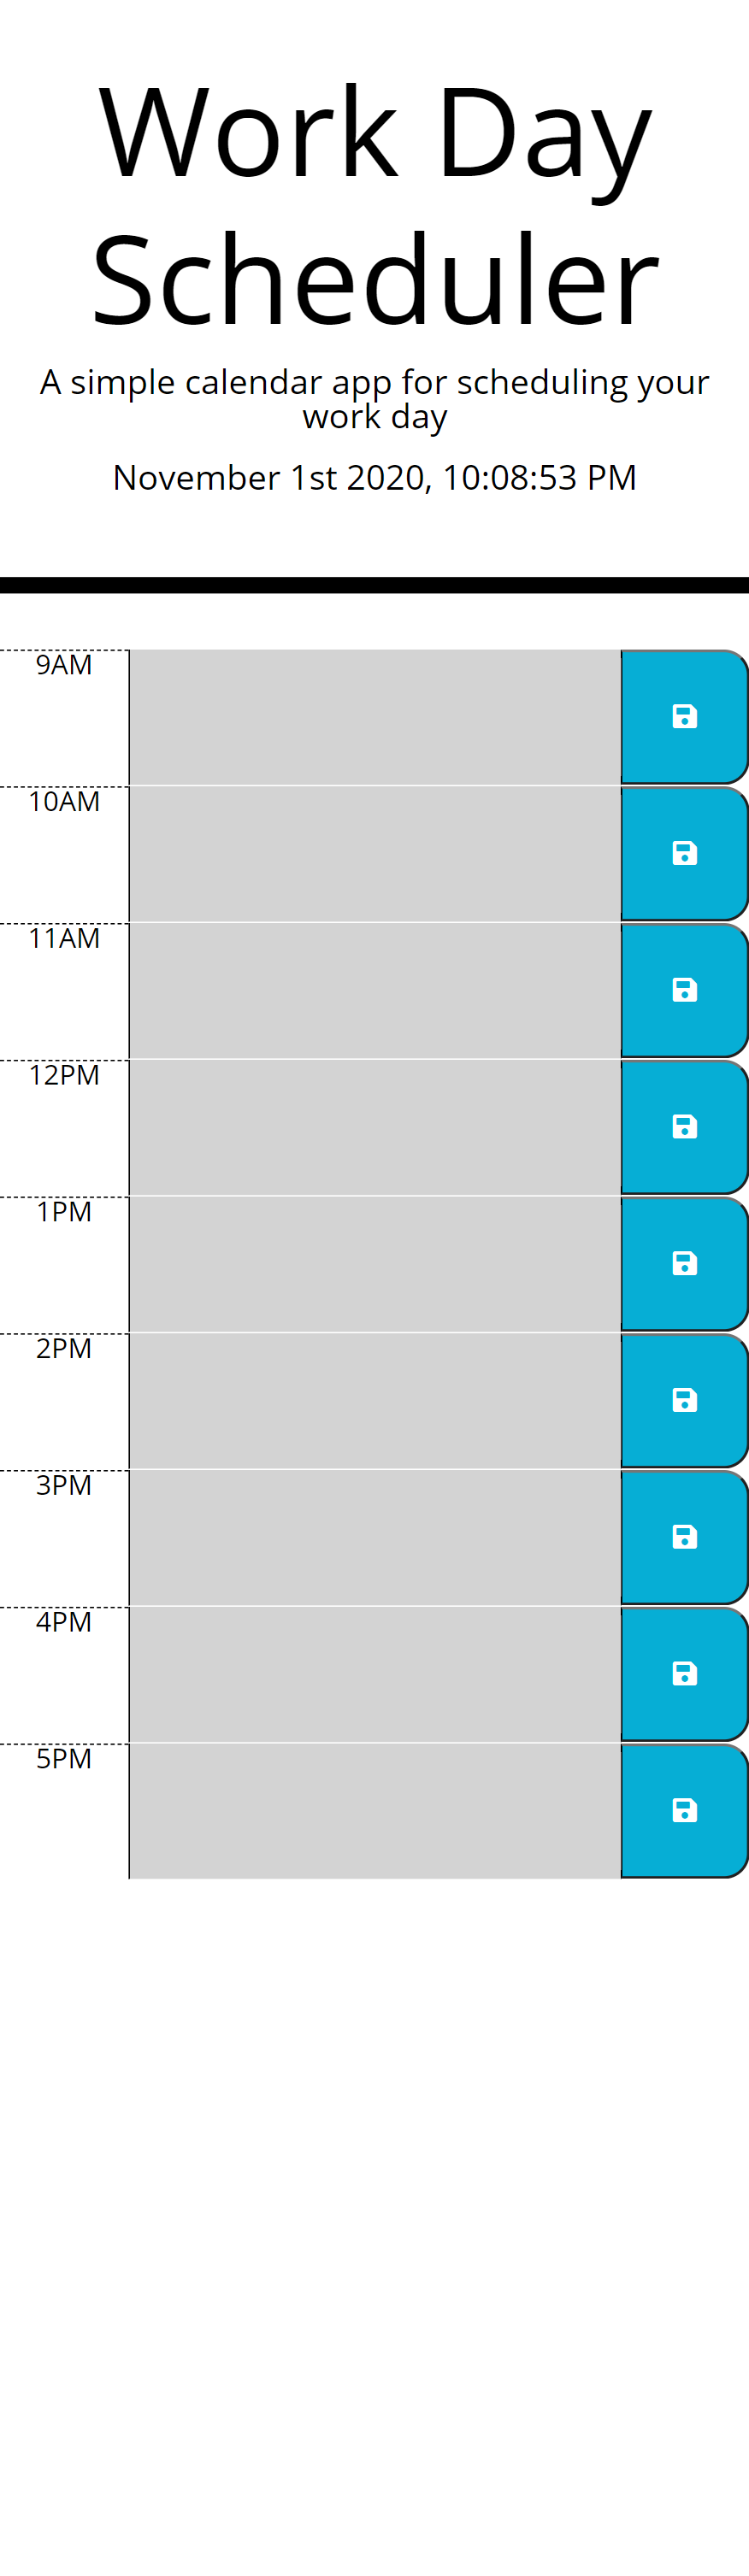 Work Day
Scheduler
A simple calendar app for scheduling your
work day
November 1st 2020, 10:08:53 PM
9AM
10AM
11AM
12PM
1PM
2PM
3PM
4PM
5PM